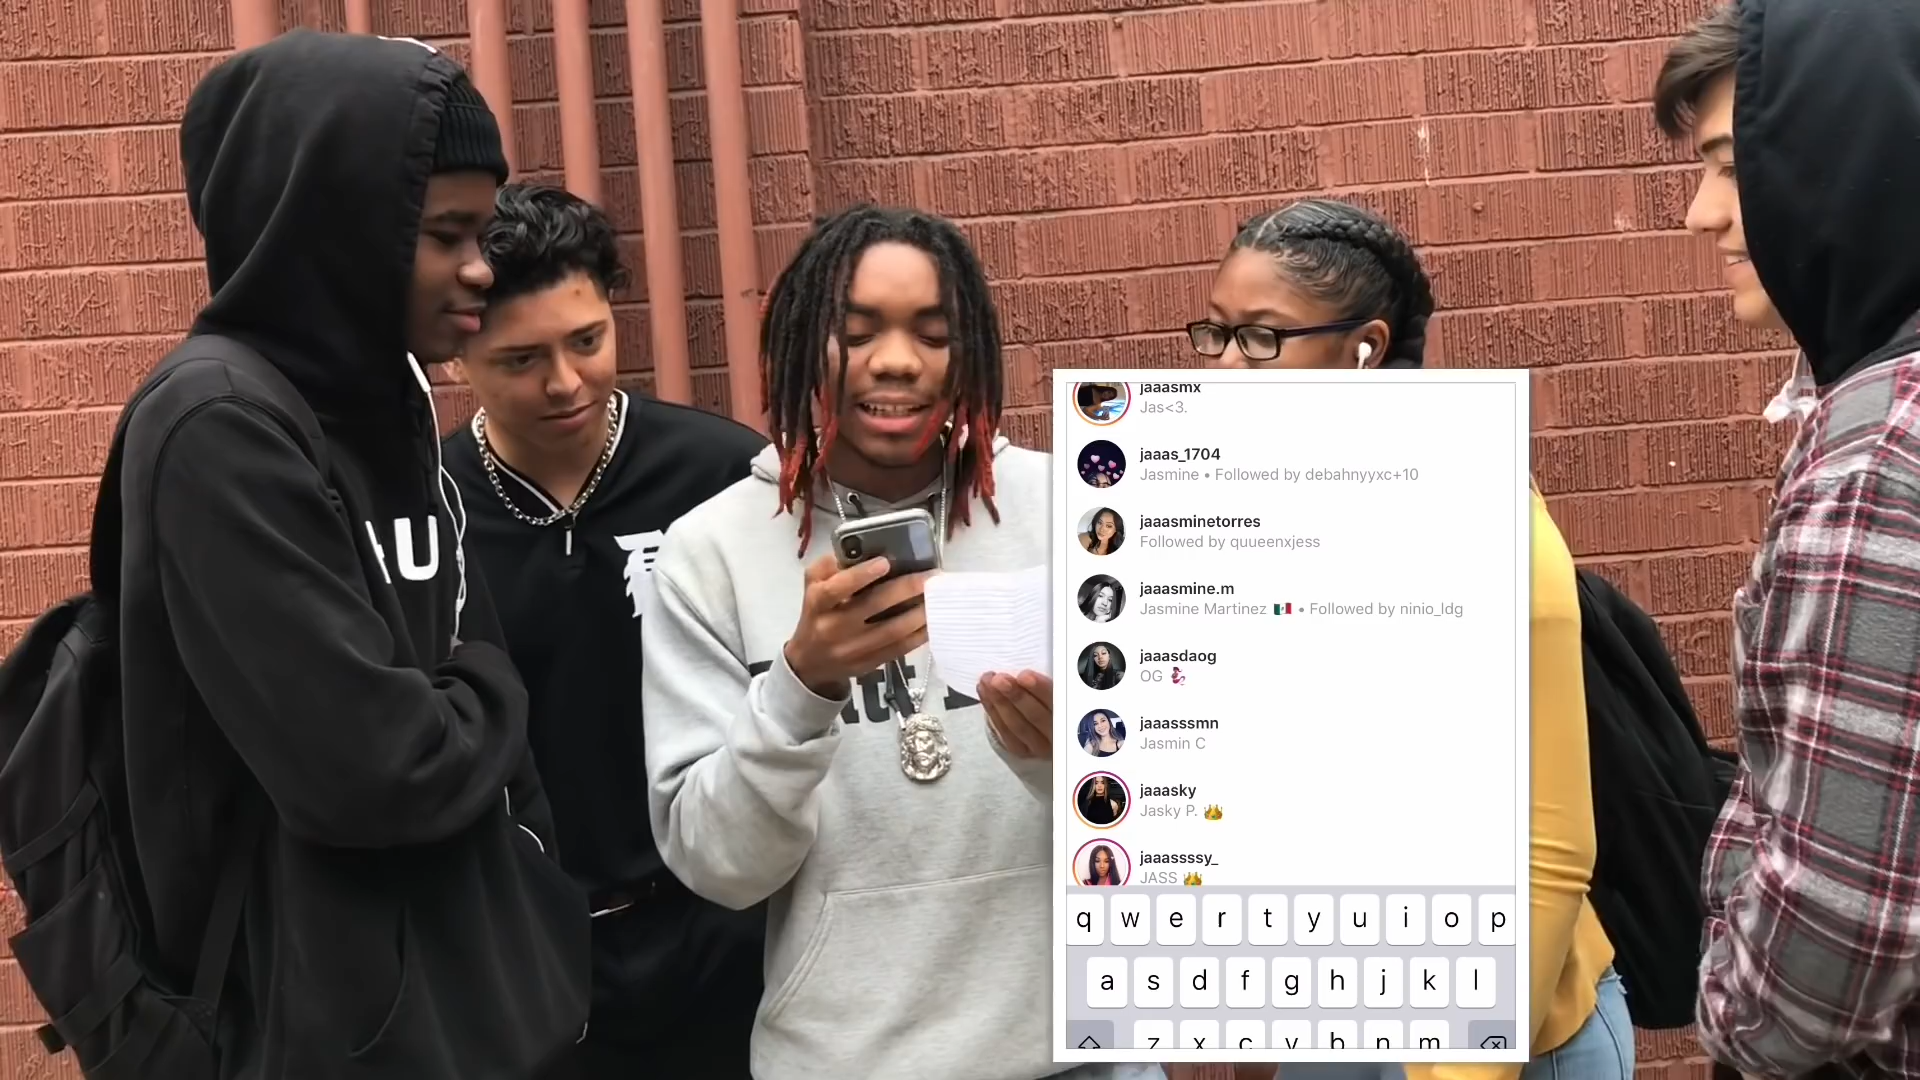 jaaasmx
Jas<3.
jaaas_1704
Jasmine • Followed by debahnyyxc+10
jaaasminetorres
Followed by quueenxjess
jaaasmine.m
Jasmine Martinez 🇲🇽 • Followed by ninio_ldg
jaaasdaog
OG
jaaasssmn
Jasmin C
jaaasky
Jasky P. 👑
jaaassssy_
JASS 👑
q w e r t y u i o p
a s d f g h j k l
z x c v b n m